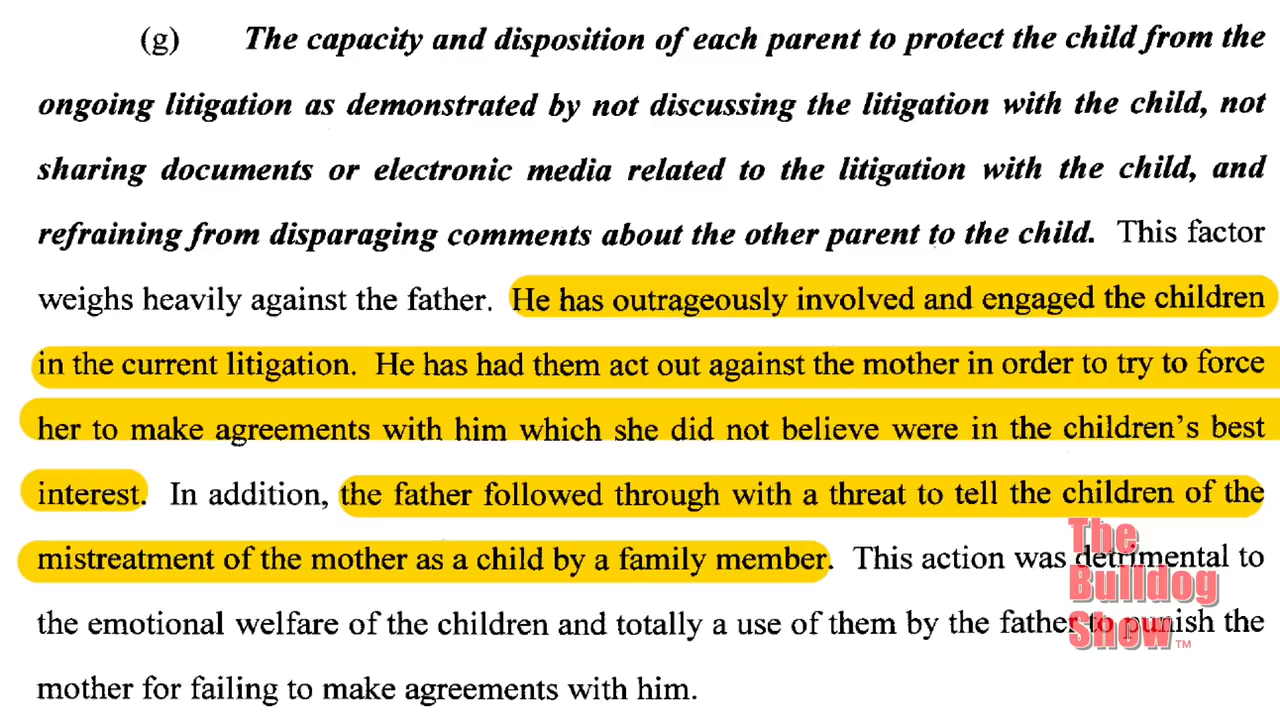 (g) The capacity and disposition of each parent to protect the child from the
ongoing litigation as demonstrated by not discussing the litigation with the child, not
sharing documents or electronic media related to the litigation with the child, and
refraining from disparaging comments about the other parent to the child. This factor
weighs heavily against the father. He has outrageously involved and engaged the children
in the current litigation. He has had them act out against the mother in order to try to force
her to make agreements with him which she did not believe were in the children's best
interest. In addition, the father followed through with a threat to tell the children of the
mistreatment of the mother as a child by a family member. This action was detrimental to
the emotional welfare of the children and totally a use of them by the father to punish the
mother for failing to make agreements with him.
The
Bulldog
Show™